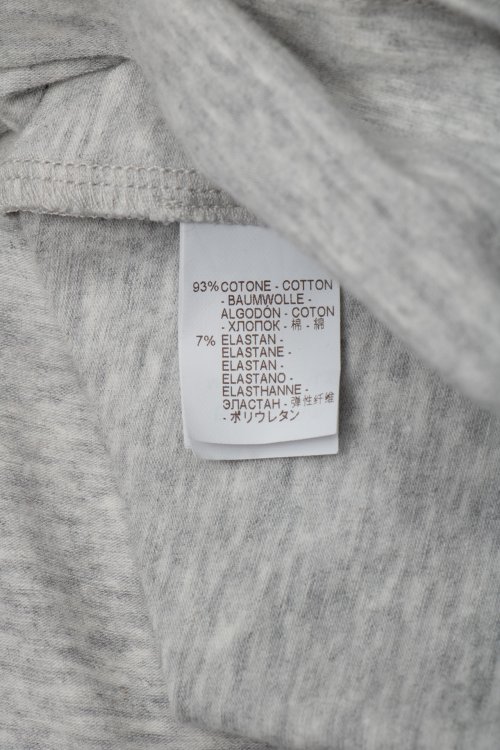 93% COTONE - COTTON
- BAUMWOLLE -
ALGODÓN - COTON
- ХЛОПОК - 棉 - 綿
7% ELASTAN -
ELASTANE -
ELASTAN -
ELASTANO -
ELASTHANNE -
ЭЛАСТАН - 弹性纤维
- ポリウレタン